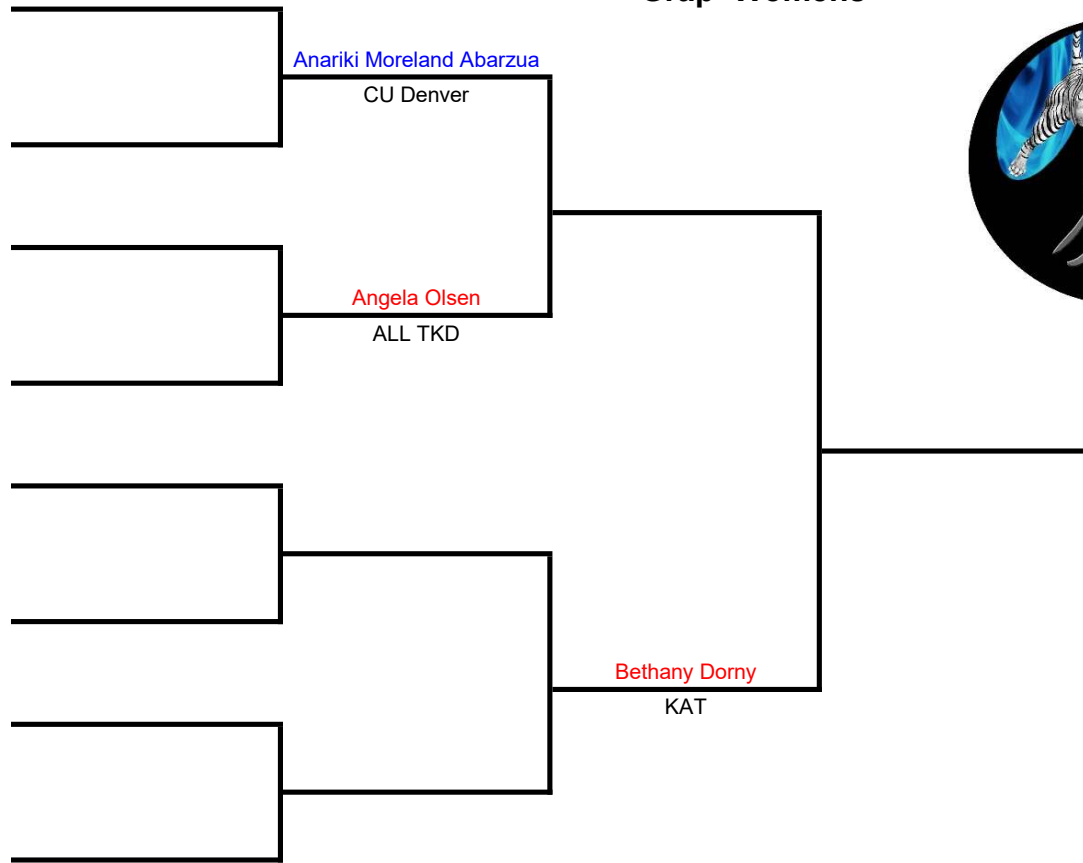 Anariki Moreland Abarzua
CU Denver
Angela Olsen
ALL TKD
Bethany Dorny
KAT